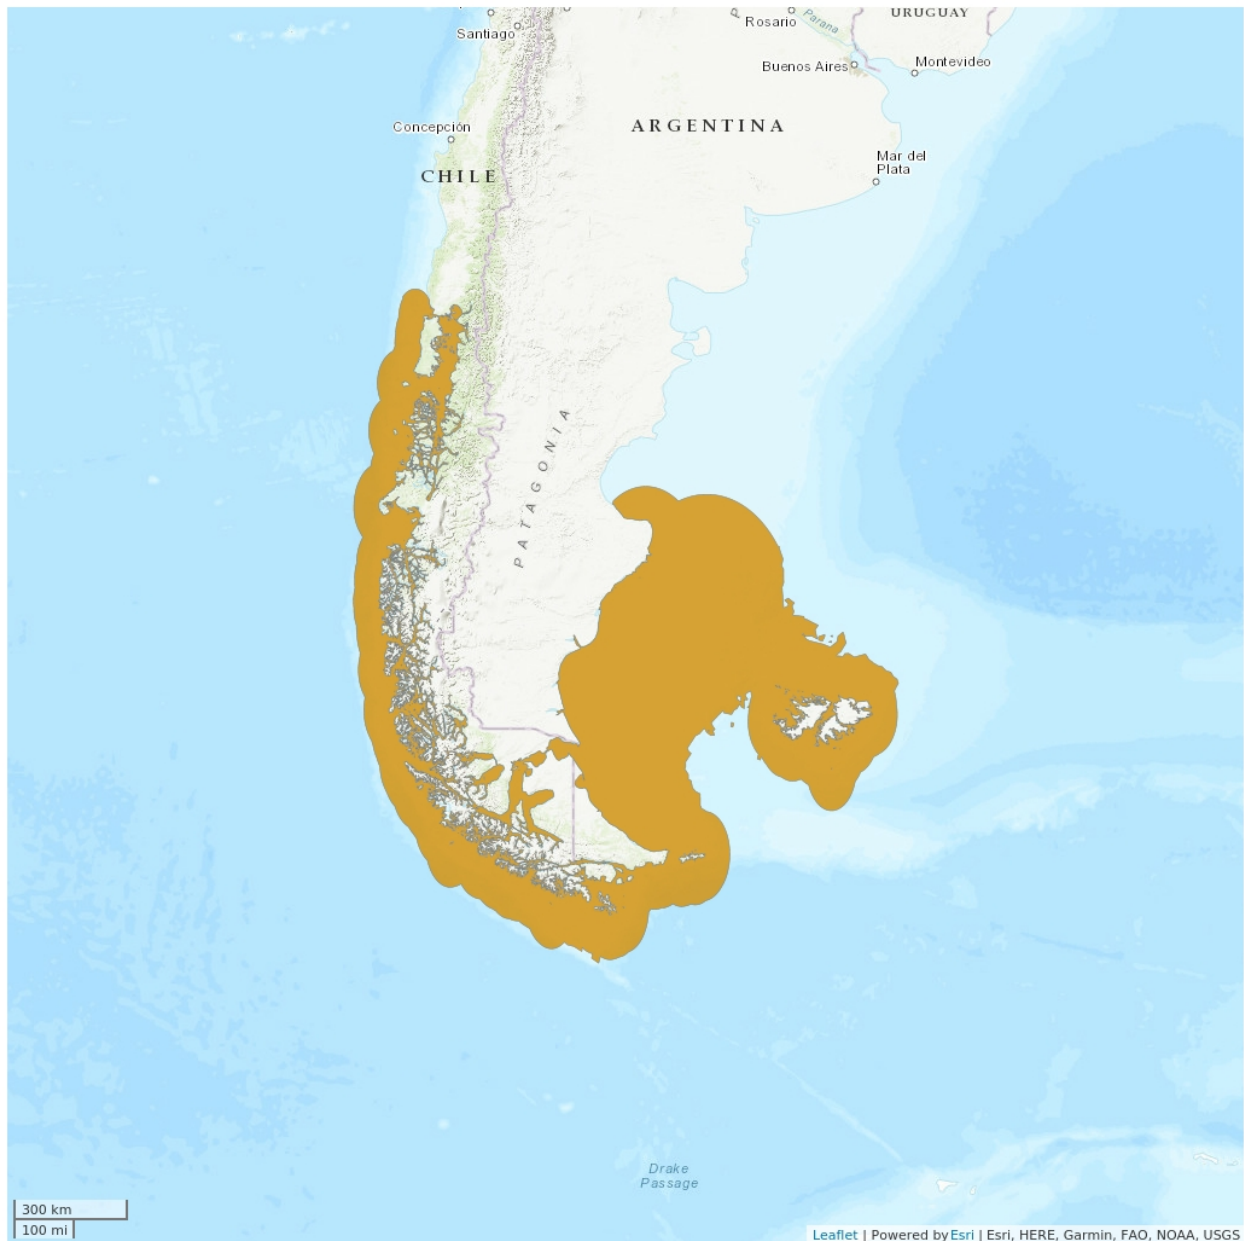 URUGUAY
Santiago
Rosario
Parana
Buenos Aires
Montevideo
Concepción
ARGENTINA
Mar del
Plata
CHILE
PATAGONIA
Drake
Passage
300 km
100 mi
Leaflet | Powered by Esri | Esri, HERE, Garmin, FAO, NOAA, USGS